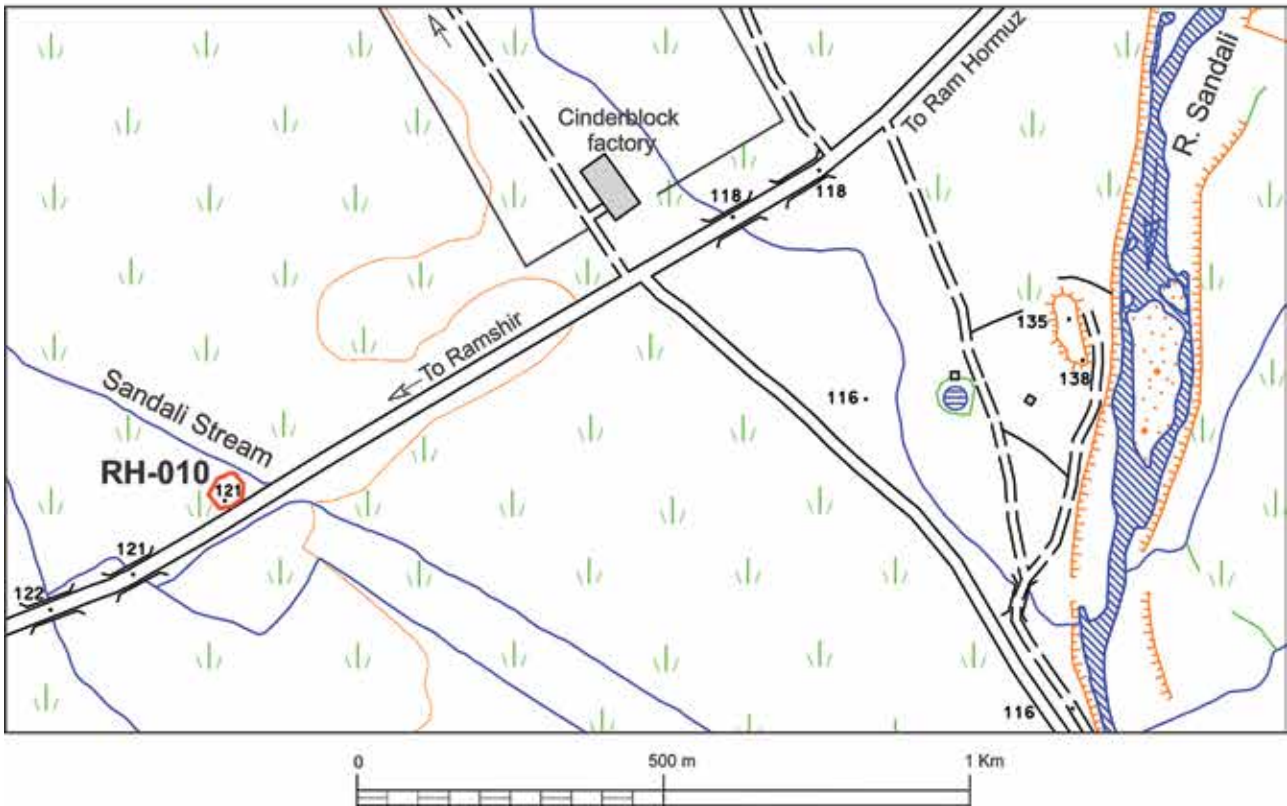 Cinderblock
factory
To Ram Hormuz
R. Sandali
118
118
135
138
To Ramshir
116
Sandali Stream
RH-010
121
121
122
116
0
500 m
1 Km